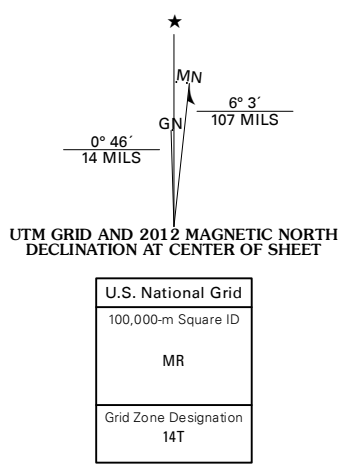 ★
MN
6° 3´
107 MILS
GN
0° 46´
14 MILS
UTM GRID AND 2012 MAGNETIC NORTH
DECLINATION AT CENTER OF SHEET
U.S. National Grid
100,000-m Square ID
MR
Grid Zone Designation
14T